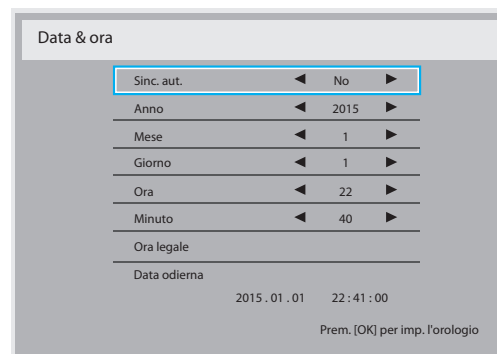 Data & ora
Sinc. aut. ◀ No ▶
Anno ◀ 2015 ▶
Mese ◀ 1 ▶
Giorno ◀ 1 ▶
Ora ◀ 22 ▶
Minuto ◀ 40 ▶
Ora legale
Data odierna
2015 . 01 . 01 22 : 41 : 00
Prem. [OK] per imp. l'orologio